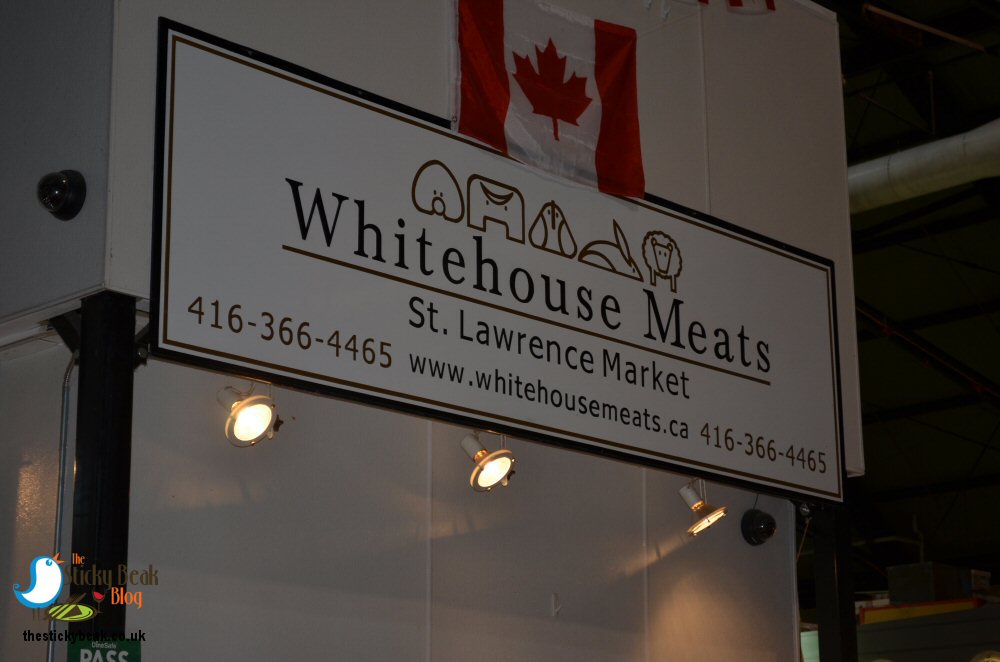 Whitehouse Meats
St. Lawrence Market
416-366-4465 www.whitehousemeats.ca 416-366-4465
The
Sticky Beak
Blog
thestickybeak.co.uk
DineSafe
PASS